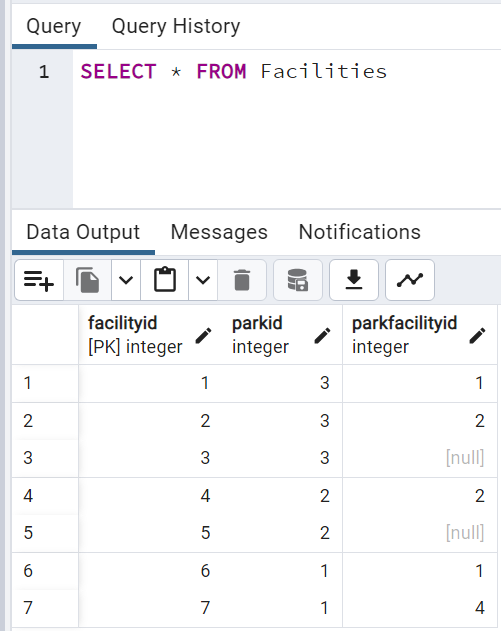 Query Query History
1 SELECT * FROM Facilities
Data Output Messages Notifications
facilityid parkid parkfacilityid
[PK] integer integer integer
1 1 3 1
2 2 3 2
3 3 3 [null]
4 4 2 2
5 5 2 [null]
6 6 1 1
7 7 1 4